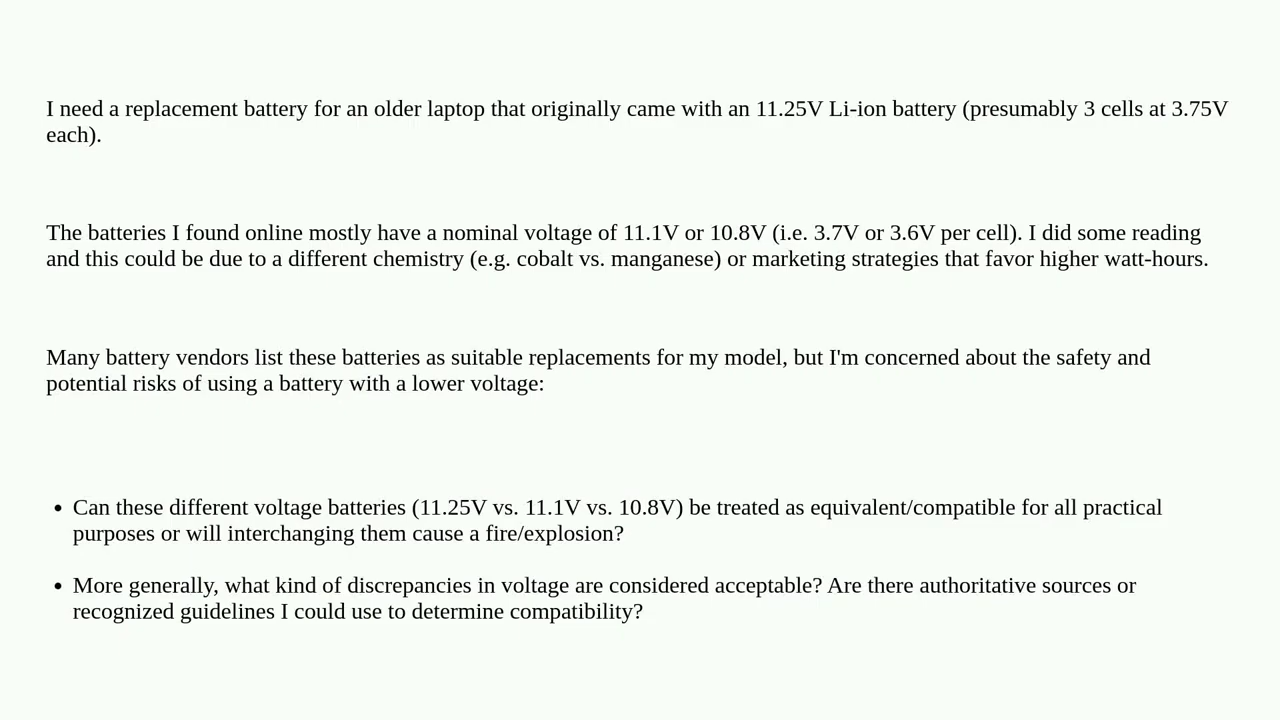 I need a replacement battery for an older laptop that originally came with an 11.25V Li-ion battery (presumably 3 cells at 3.75V
each).
The batteries I found online mostly have a nominal voltage of 11.1V or 10.8V (i.e. 3.7V or 3.6V per cell). I did some reading
and this could be due to a different chemistry (e.g. cobalt vs. manganese) or marketing strategies that favor higher watt-hours.
Many battery vendors list these batteries as suitable replacements for my model, but I'm concerned about the safety and
potential risks of using a battery with a lower voltage:
• Can these different voltage batteries (11.25V vs. 11.1V vs. 10.8V) be treated as equivalent/compatible for all practical
purposes or will interchanging them cause a fire/explosion?
• More generally, what kind of discrepancies in voltage are considered acceptable? Are there authoritative sources or
recognized guidelines I could use to determine compatibility?